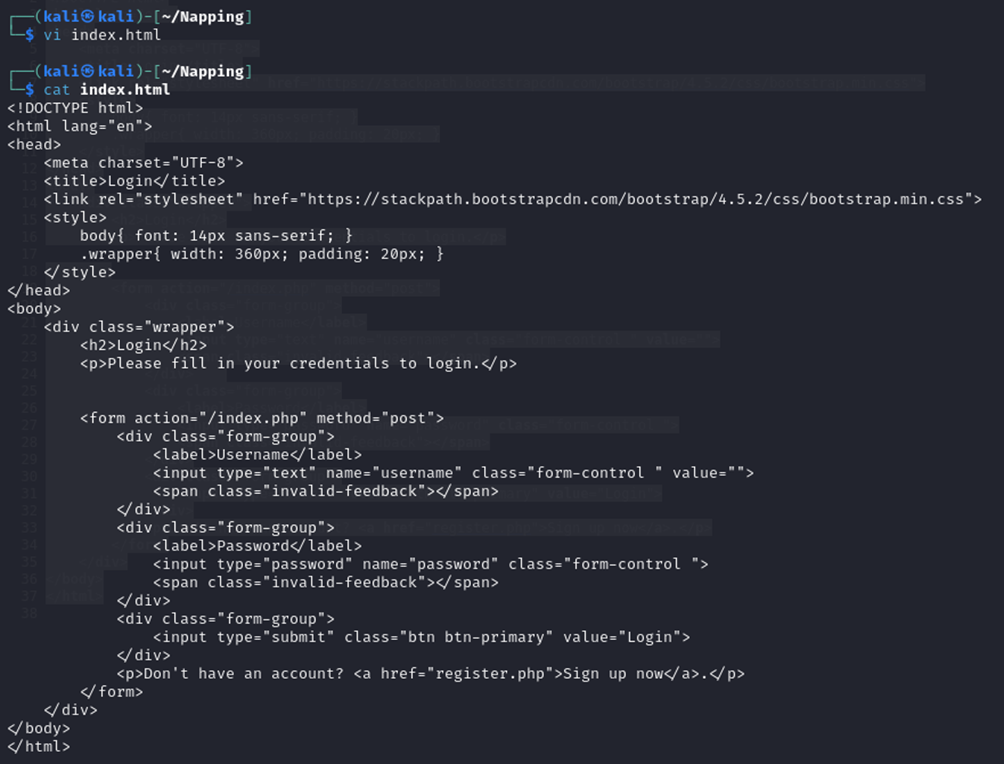 ┌──(kali㉿kali)-[~/Napping]
└─$ vi index.html
┌──(kali㉿kali)-[~/Napping]
└─$ cat index.html
<!DOCTYPE html>
<html lang="en">
<head>
    <meta charset="UTF-8">
    <title>Login</title>
    <link rel="stylesheet" href="https://stackpath.bootstrapcdn.com/bootstrap/4.5.2/css/bootstrap.min.css">
    <style>
        body{ font: 14px sans-serif; }
        .wrapper{ width: 360px; padding: 20px; }
    </style>
</head>
<body>
    <div class="wrapper">
        <h2>Login</h2>
        <p>Please fill in your credentials to login.</p>
        <form action="/index.php" method="post">
            <div class="form-group">
                <label>Username</label>
                <input type="text" name="username" class="form-control " value="">
                <span class="invalid-feedback"></span>
            </div>
            <div class="form-group">
                <label>Password</label>
                <input type="password" name="password" class="form-control ">
                <span class="invalid-feedback"></span>
            </div>
            <div class="form-group">
                <input type="submit" class="btn btn-primary" value="Login">
            </div>
            <p>Don't have an account? <a href="register.php">Sign up now</a>.</p>
        </form>
    </div>
</body>
</html>